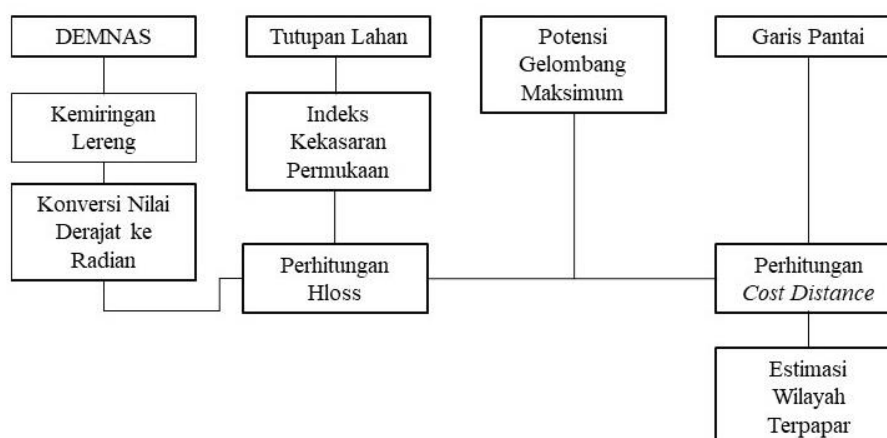 DEMNAS
Tutupan Lahan
Potensi
Gelombang
Maksimum
Garis Pantai
Kemiringan
Lereng
Indeks
Kekasaran
Permukaan
Konversi Nilai
Derajat ke
Radian
Perhitungan
Hloss
Perhitungan
Cost Distance
Estimasi
Wilayah
Terpapar